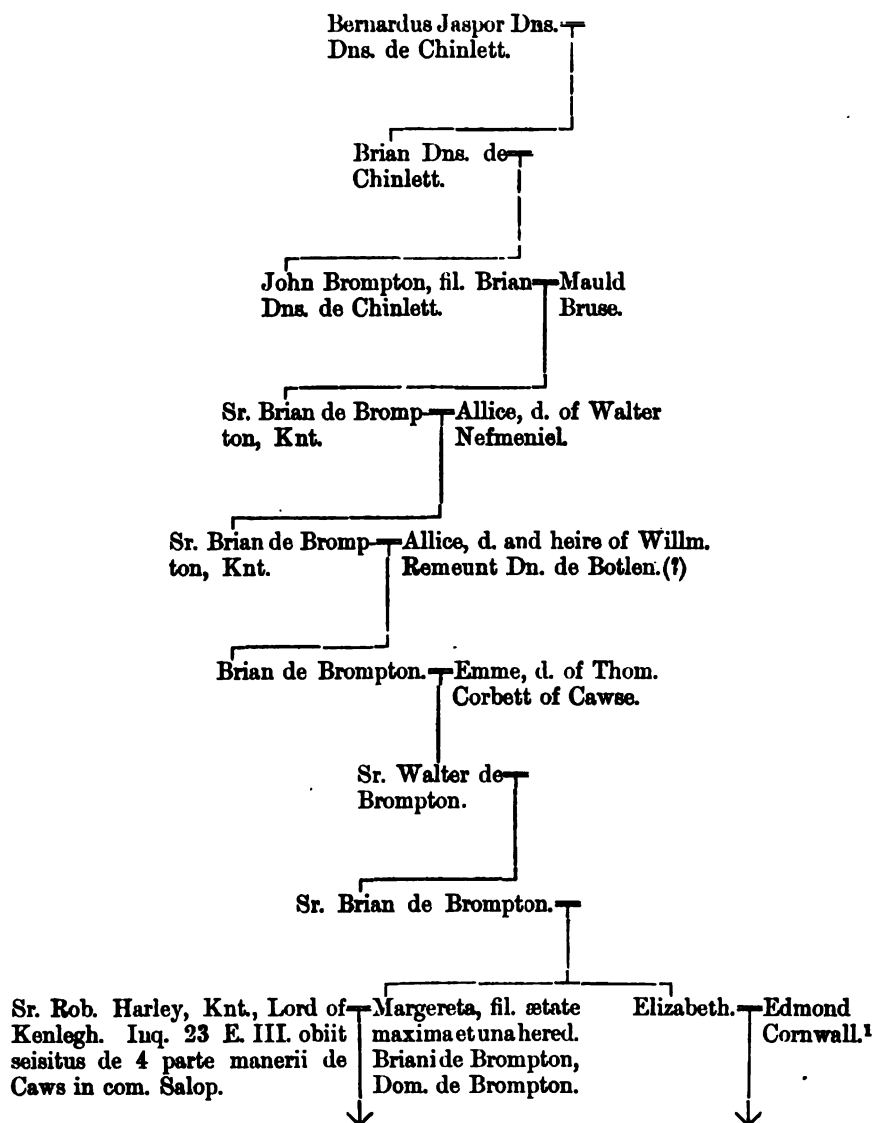 Bernardus Jaspor Dns.
Dns. de Chinlett.
Brian Dns. de
Chinlett.
John Brompton, fil. Brian
Dns. de Chinlett.
Mauld
Bruse.
Sr. Brian de Bromp
ton, Knt.
Allice, d. of Walter
Nefmeniel.
Sr. Brian de Bromp
ton, Knt.
Allice, d. and heire of Willm.
Remeunt Dn. de Botlen.(?)
Brian de Brompton.
Emme, d. of Thom.
Corbett of Cawse.
Sr. Walter de
Brompton.
Sr. Brian de Brompton.
Sr. Rob. Harley, Knt., Lord of
Kenlegh. Iuq. 23 E. III. obiit
seisitus de 4 parte manerii de
Caws in com. Salop.
Margereta, fil. ætate
maxima et una hered.
Briani de Brompton,
Dom. de Brompton.
Elizabeth.
Edmond
Cornwall.¹